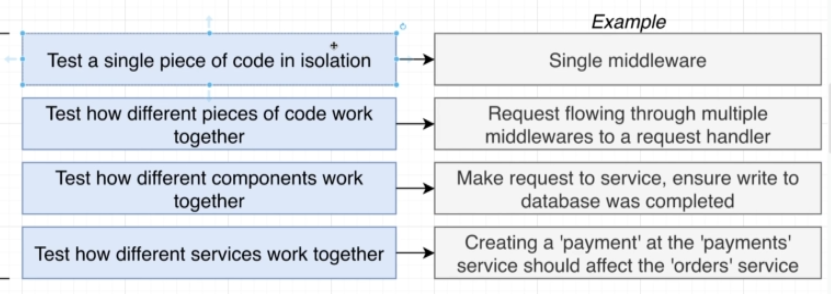 Example
Test a single piece of code in isolation
Single middleware
Test how different pieces of code work
together
Request flowing through multiple
middlewares to a request handler
Test how different components work
together
Make request to service, ensure write to
database was completed
Test how different services work together
Creating a 'payment' at the 'payments'
service should affect the 'orders' service